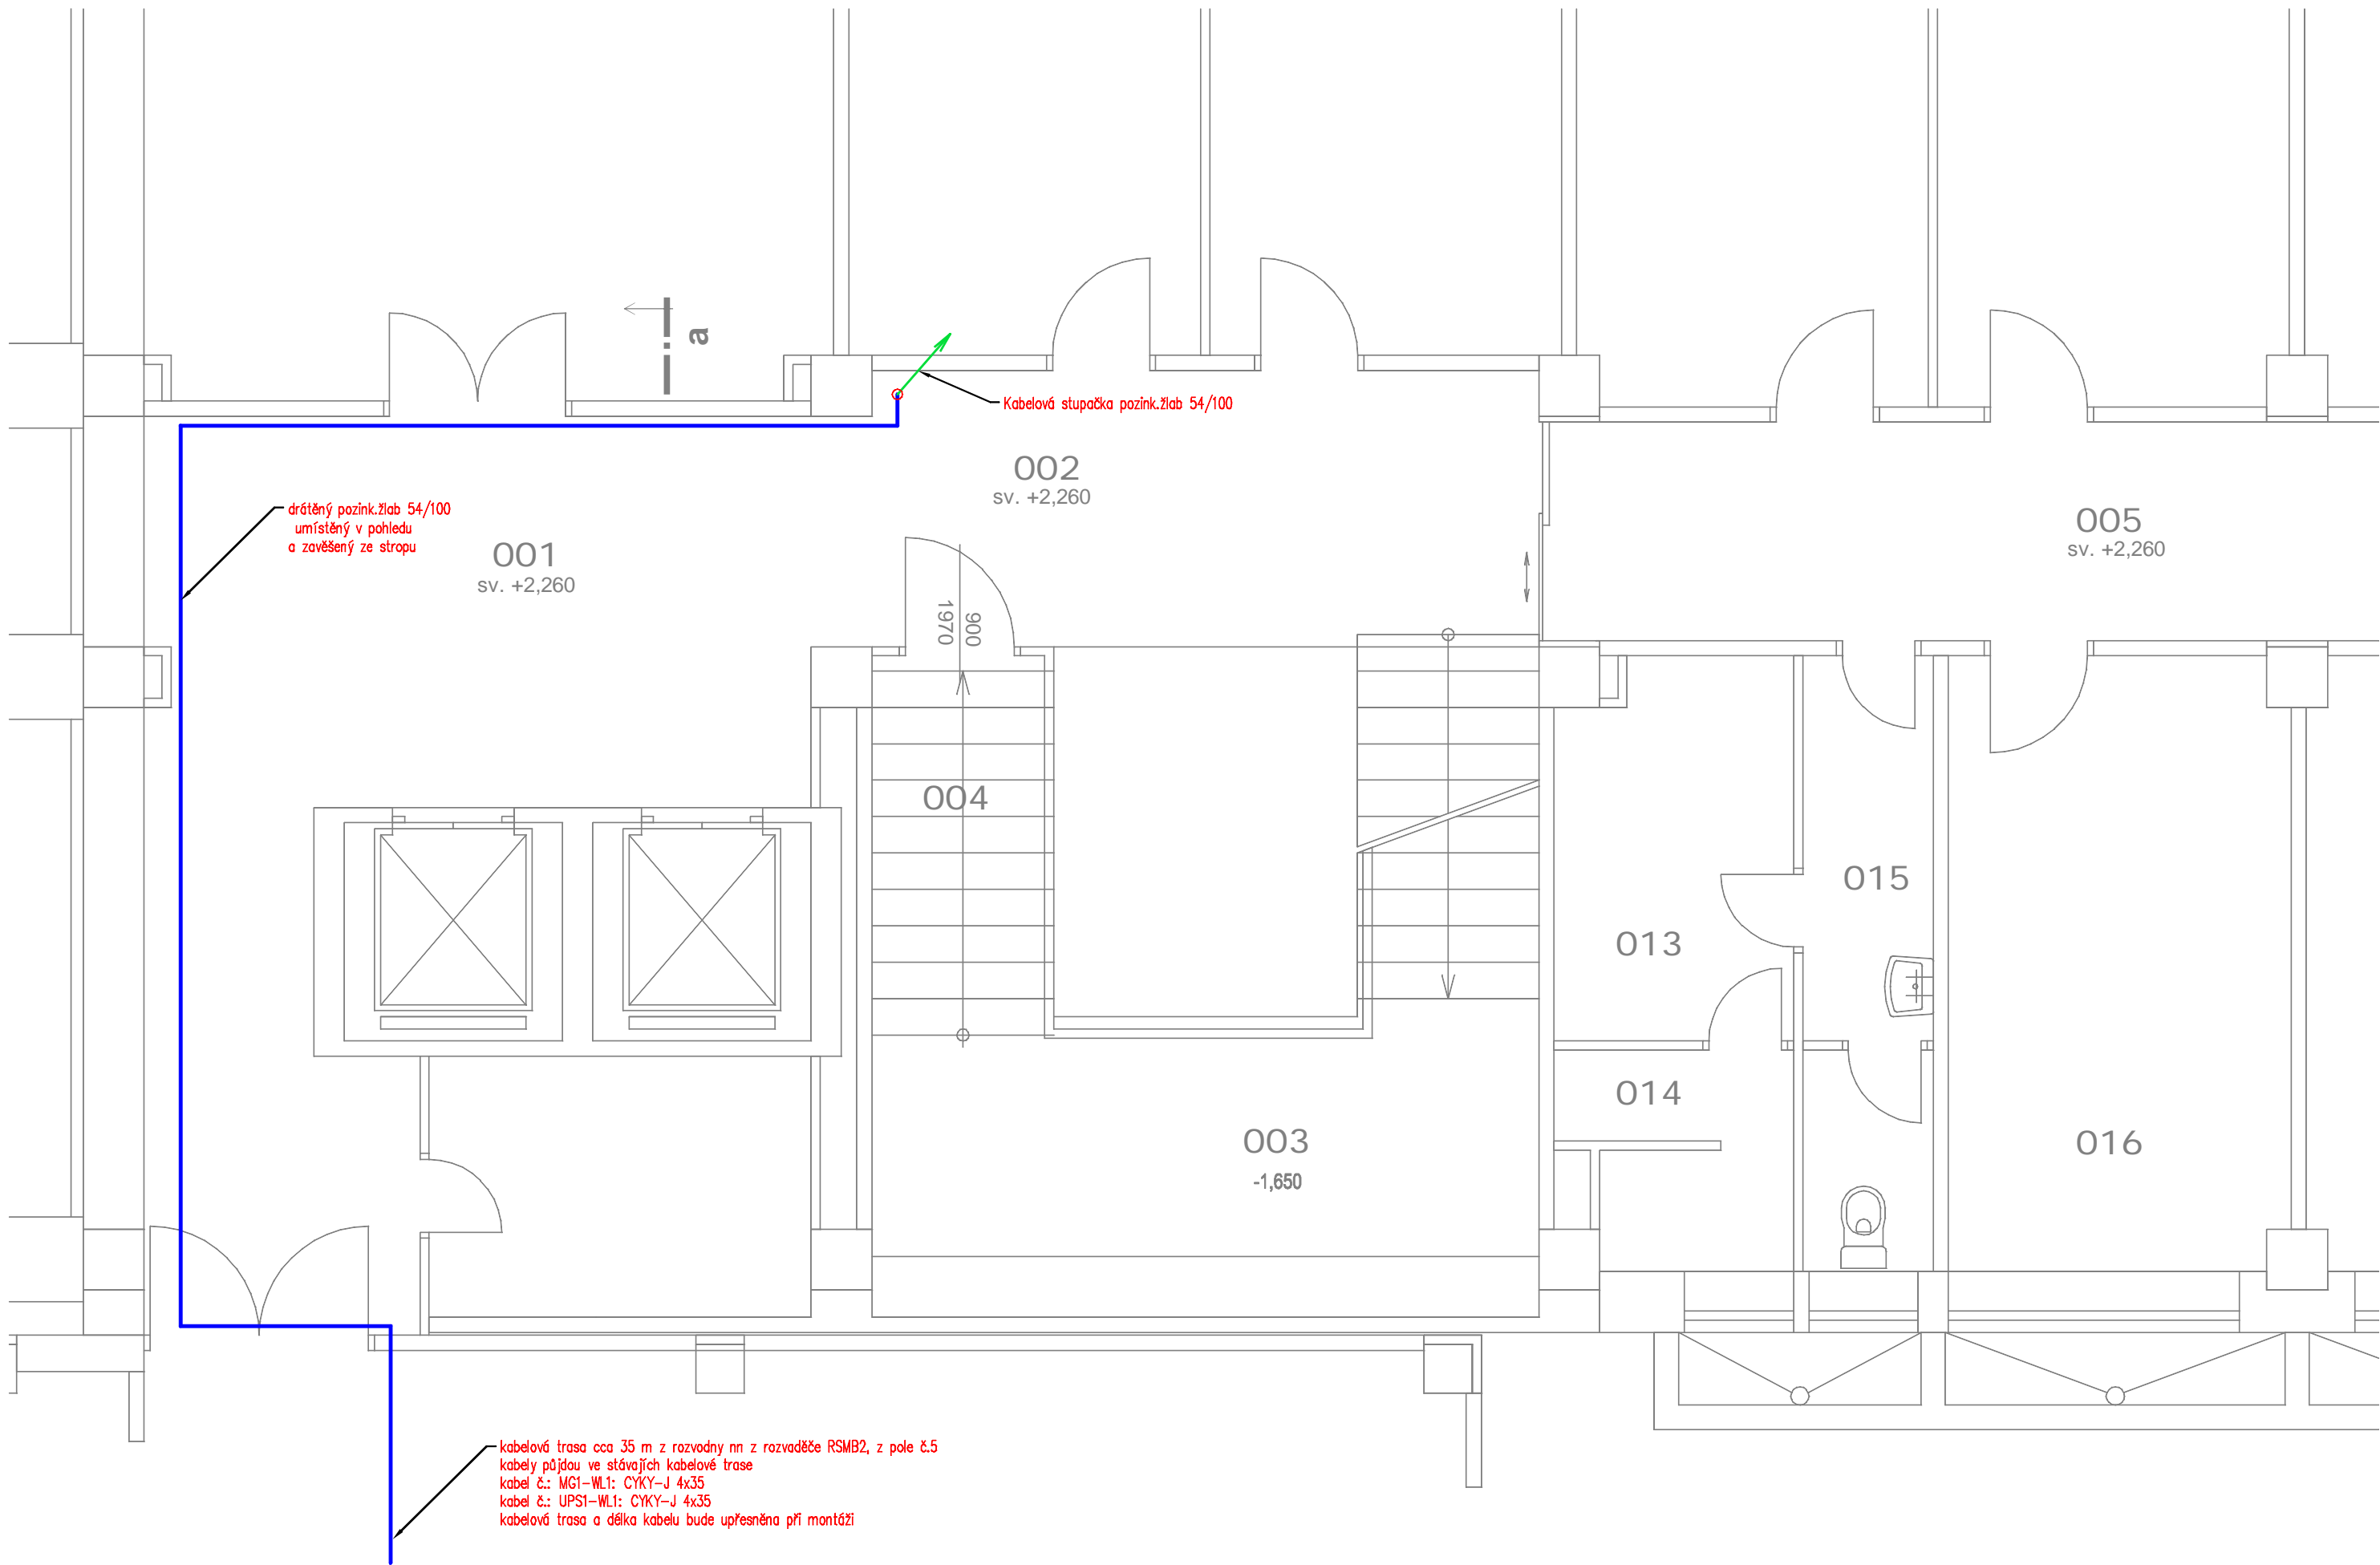 a
Kabelová stupačka pozink.žlab 54/100
002
sv. +2,260
drátěný pozink.žlab 54/100
umístěný v pohledu
a zavěšený ze stropu
001
sv. +2,260
005
sv. +2,260
900
1970
004
015
013
014
003
-1,650
016
kabelová trasa cca 35 m z rozvodny nn z rozvaděče RSMB2, z pole č.5
kabely půjdou ve stávajích kabelové trase
kabel č.: MG1-WL1: CYKY-J 4x35
kabel č.: UPS1-WL1: CYKY-J 4x35
kabelová trasa a délka kabelu bude upřesněna při montáži